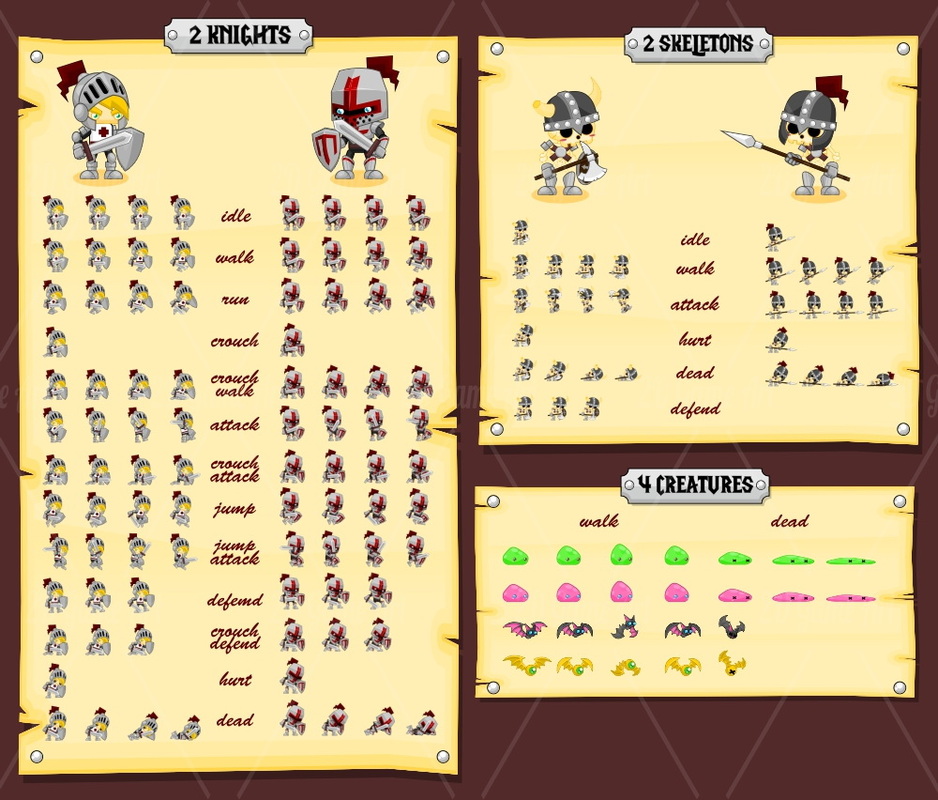 2 KNIGHTS
idle
walk
run
crouch
crouch
walk
attack
crouch
attack
jump
jump
attack
defemd
crouch
defend
hurt
dead
2 SKELETONS
idle
walk
attack
hurt
dead
defend
4 CREATURES
walk
dead